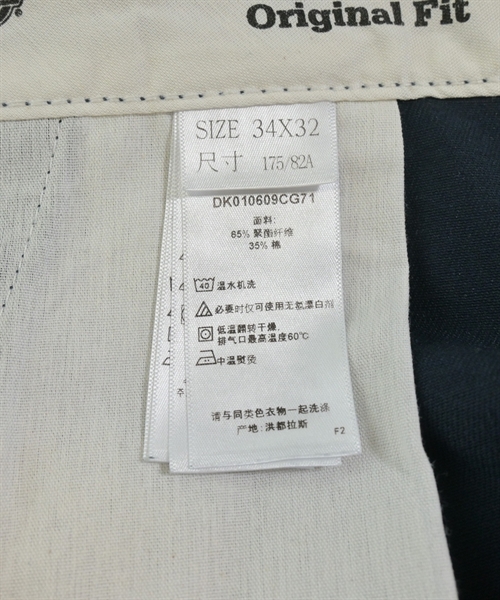 Original Fit
SIZE 34X32
尺寸 175/82A
DK010609CG71
面料:
65% 聚酯纤维
35% 棉
40 温水机洗
必要时仅可使用无氯漂白剂
低温翻转干燥,
排气口最高温度60℃
中温熨烫
请与同类色衣物一起洗涤
产地: 洪都拉斯
F2